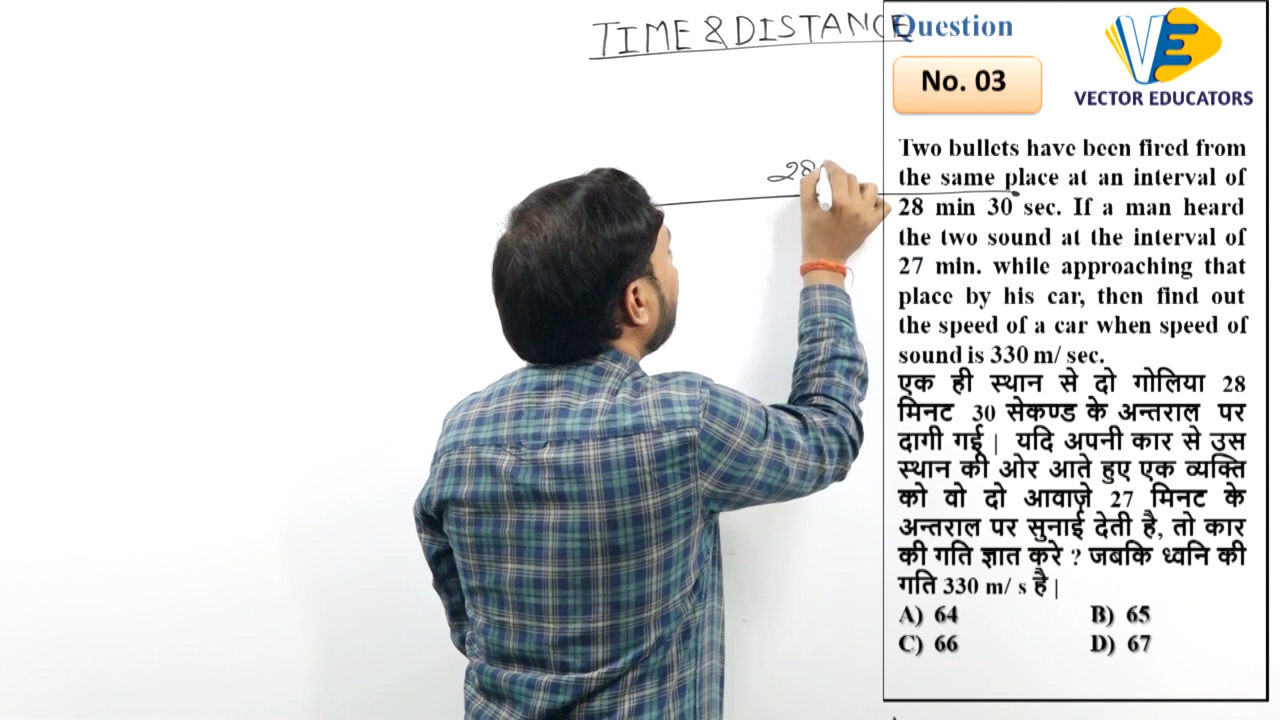 TIME & DISTANCE
Question
No. 03
VE
VECTOR EDUCATORS
28
Two bullets have been fired from
the same place at an interval of
28 min 30 sec. If a man heard
the two sound at the interval of
27 min. while approaching that
place by his car, then find out
the speed of a car when speed of
sound is 330 m/ sec.
एक ही स्थान से दो गोलिया 28
मिनट 30 सेकण्ड के अन्तराल पर
दागी गई | यदि अपनी कार से उस
स्थान की ओर आते हुए एक व्यक्ति
को वो दो आवाज़े 27 मिनट के
अन्तराल पर सुनाई देती है, तो कार
की गति ज्ञात करे ? जबकि ध्वनि की
गति 330 m/ s है |
A) 64 B) 65
C) 66 D) 67